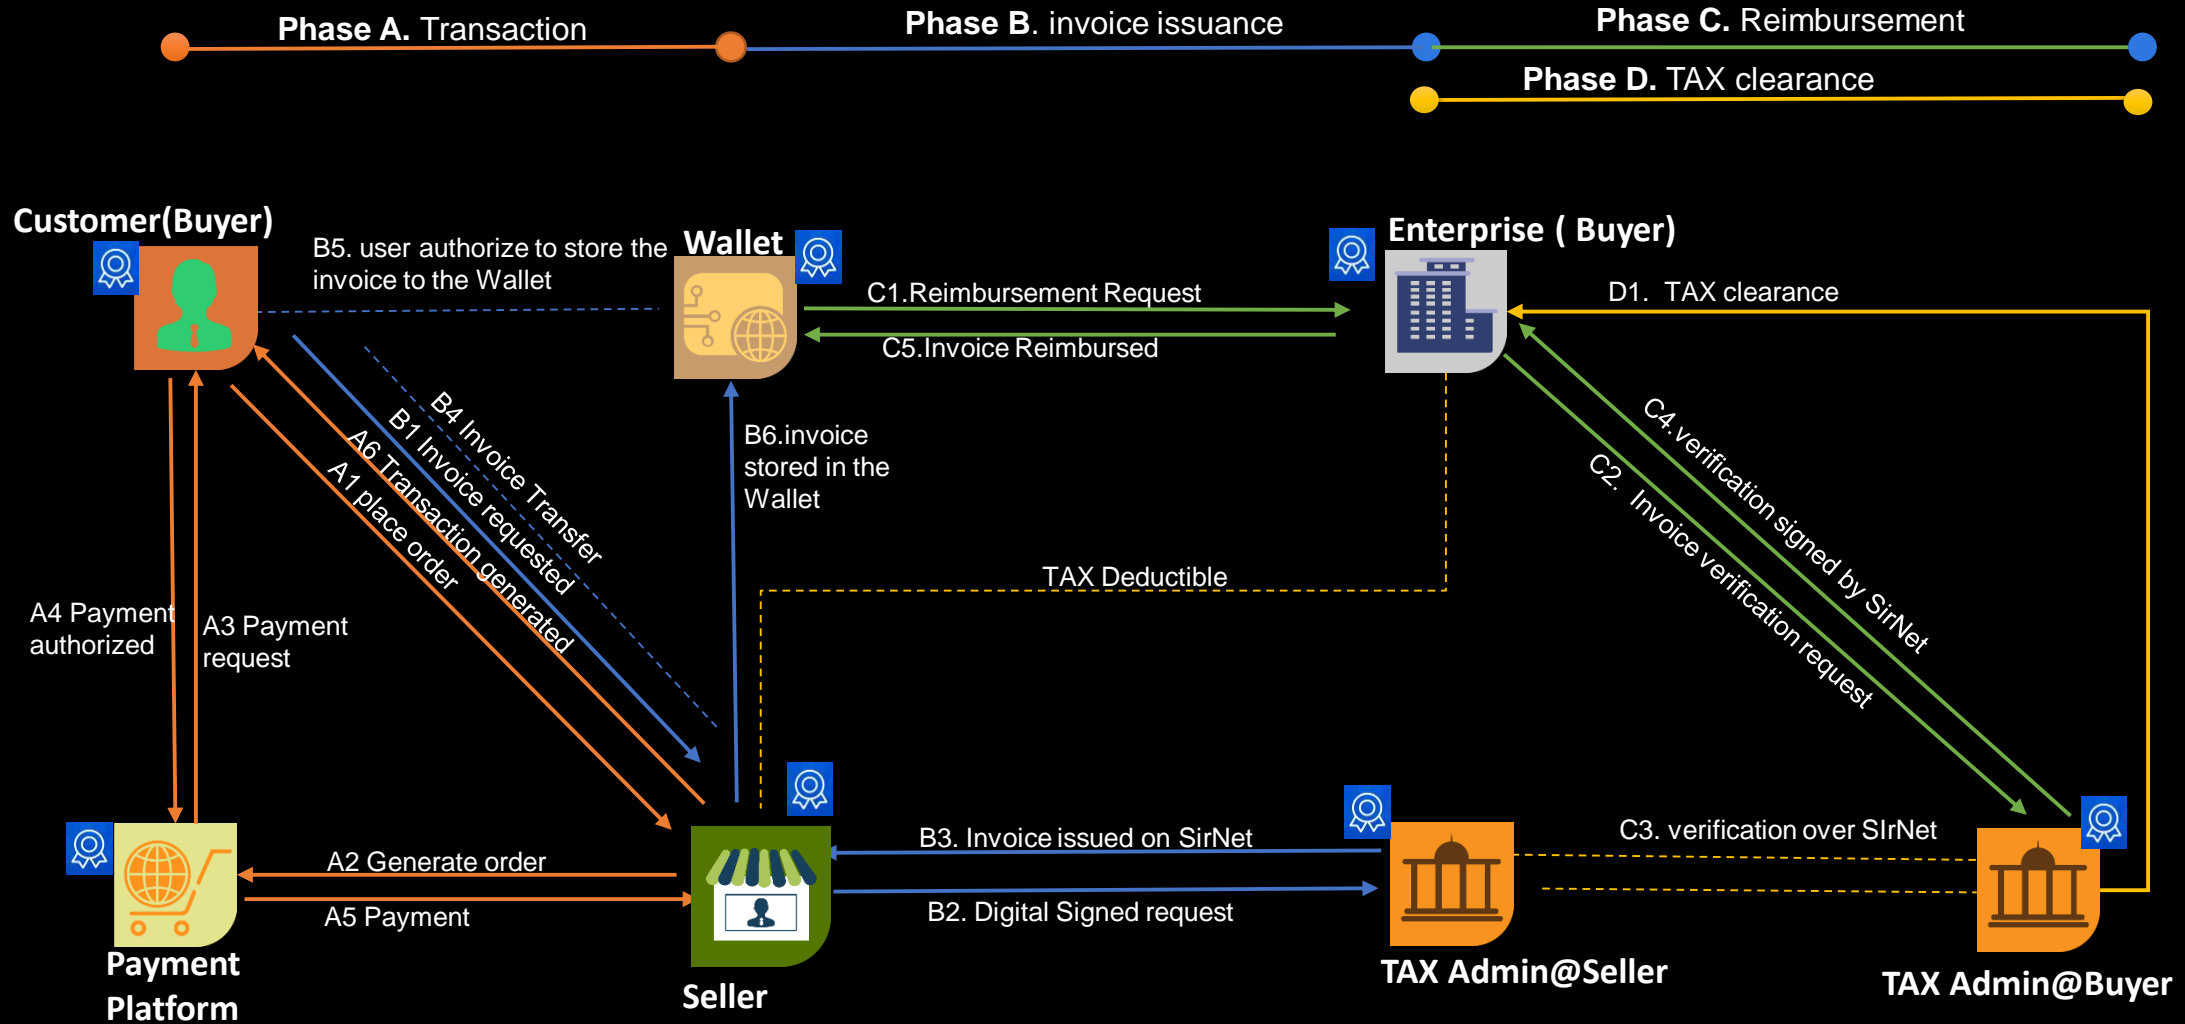 Phase A. Transaction
Phase B. invoice issuance
Phase C. Reimbursement
Phase D. TAX clearance
Customer(Buyer)
B5. user authorize to store the
invoice to the Wallet
Wallet
Enterprise ( Buyer)
C1.Reimbursement Request
C5.Invoice Reimbursed
D1. TAX clearance
B4 Invoice Transfer
B1 Invoice requested
A6 Transaction generated
A1 place order
B6.invoice
stored in the
Wallet
C4.verification signed by SirNet
C2. Invoice verification request
TAX Deductible
A4 Payment
authorized
A3 Payment
request
A2 Generate order
A5 Payment
B3. Invoice issued on SirNet
B2. Digital Signed request
C3. verification over SIrNet
Payment
Platform
Seller
TAX Admin@Seller
TAX Admin@Buyer